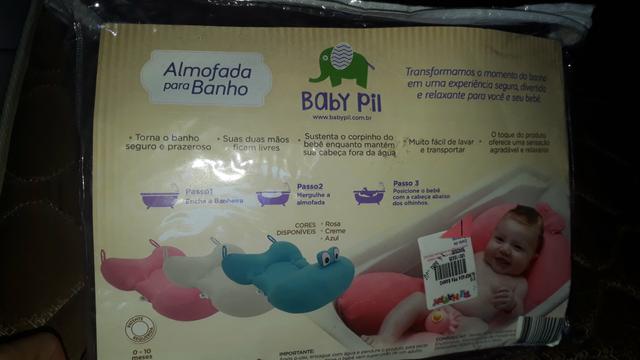 Almofada
para Banho
BaBY Pil
www.babypil.com.br
Transformamos o momento do banho
em uma experiência segura, divertida
e relaxante para você e seu bebê.
• Torna o banho
seguro e prazeroso
• Suas duas mãos
ficam livres
• Sustenta o corpinho do
bebê enquanto mantém
sua cabeça fora da água
• Muito fácil de lavar
e transportar
• O toque do produto
oferece uma sensação
agradável e relaxante
Passo1
Encha a Banheira
Passo2
Mergulhe a
almofada
Passo 3
Posicione o bebê
com a cabeça abaixo
dos olhinhos.
CORES
DISPONÍVEIS
• Rosa
• Creme
• Azul
PATENTE
REQUERIDA
0 - 10
meses
IMPORTANTE: